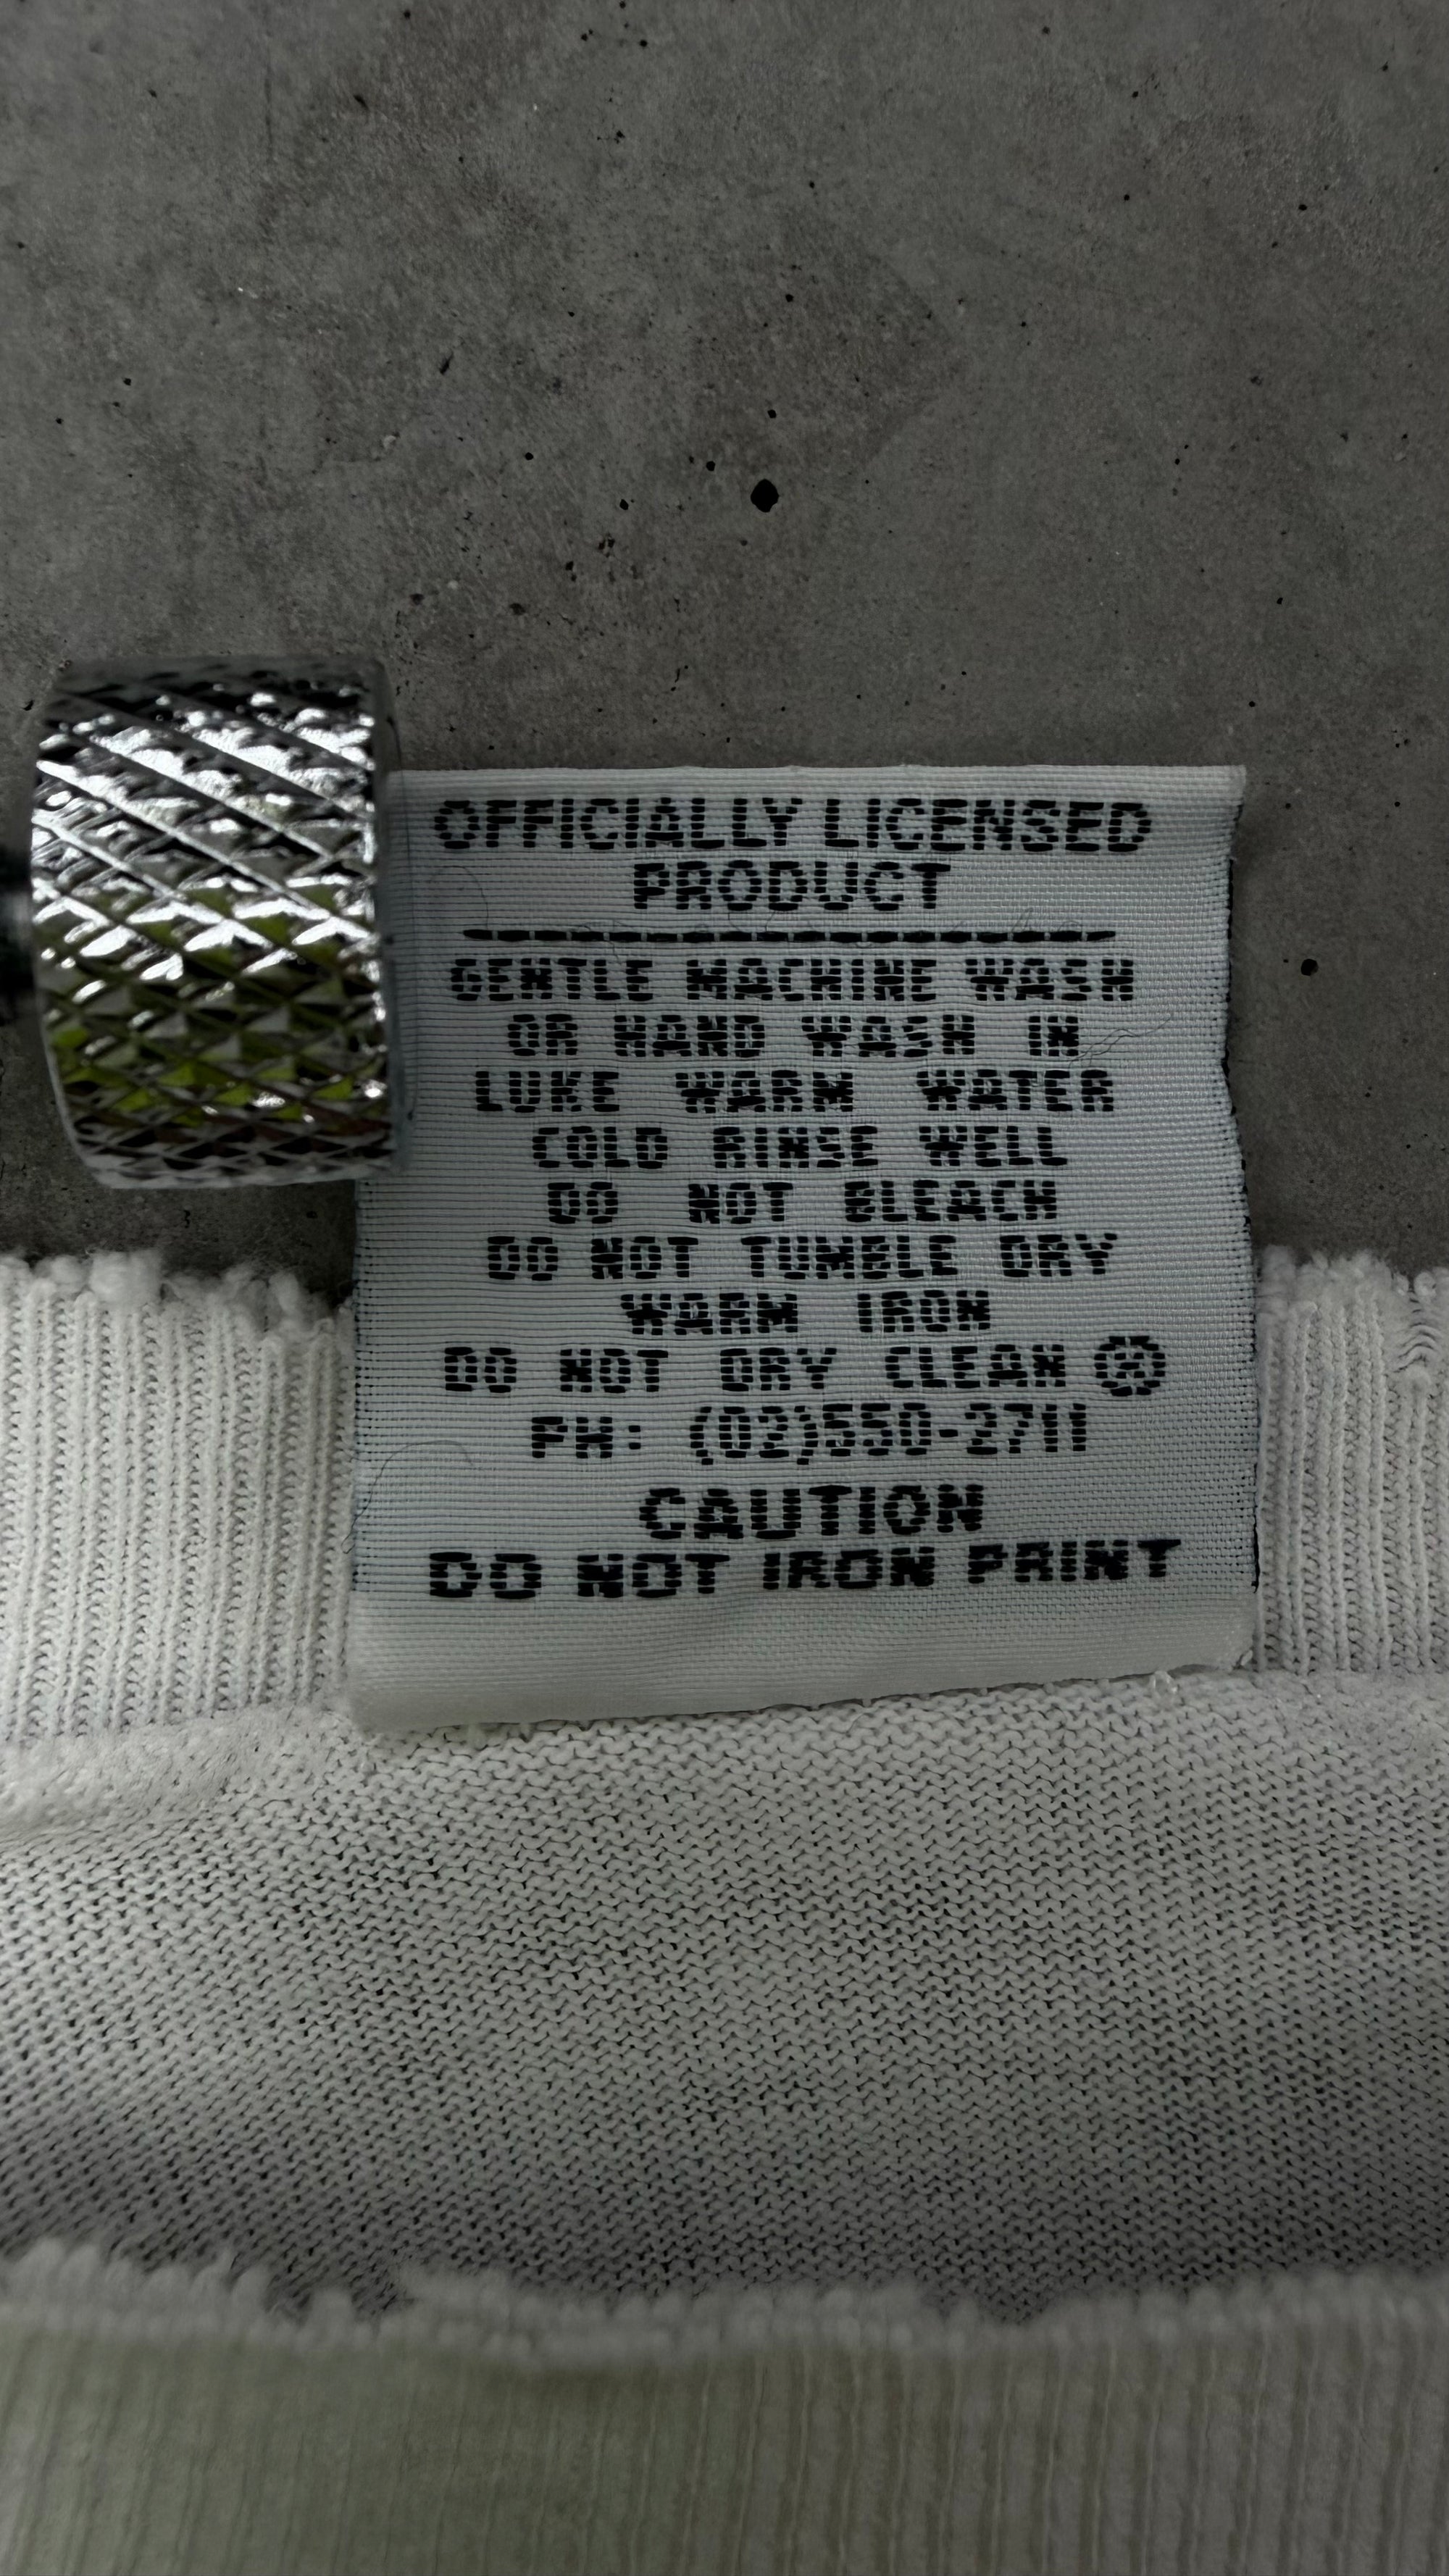 OFFICIALLY LICENSED
PRODUCT
GENTLE MACHINE WASH
OR HAND WASH IN
LUKE WARM WATER
COLD RINSE WELL
DO NOT BLEACH
DO NOT TUMBLE DRY
WARM IRON
DO NOT DRY CLEAN Ⓧ
PH: (02)550-2711
CAUTION
DO NOT IRON PRINT